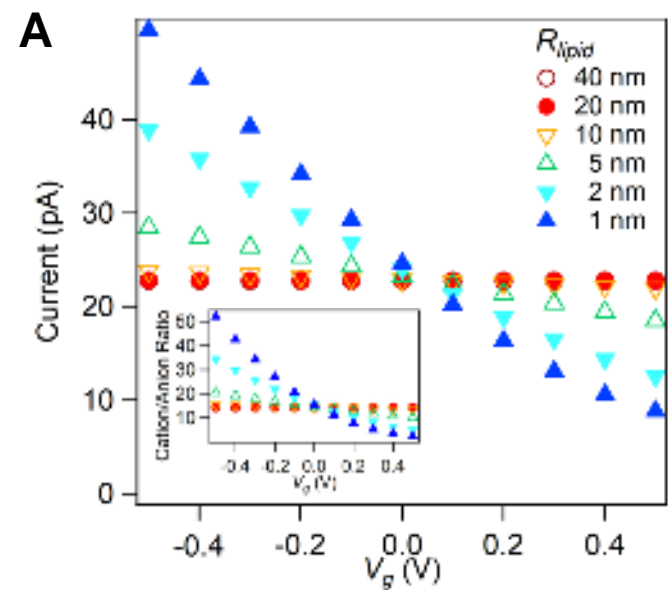 A
R_lipid
40 nm
20 nm
10 nm
5 nm
2 nm
1 nm
Current (pA)
40
30
20
10
0
-0.4 -0.2 0.0 0.2 0.4
V_g (V)
Cation/Anion Ratio
50
40
30
20
10
-0.4 -0.2 0.0 0.2 0.4
V_g (V)